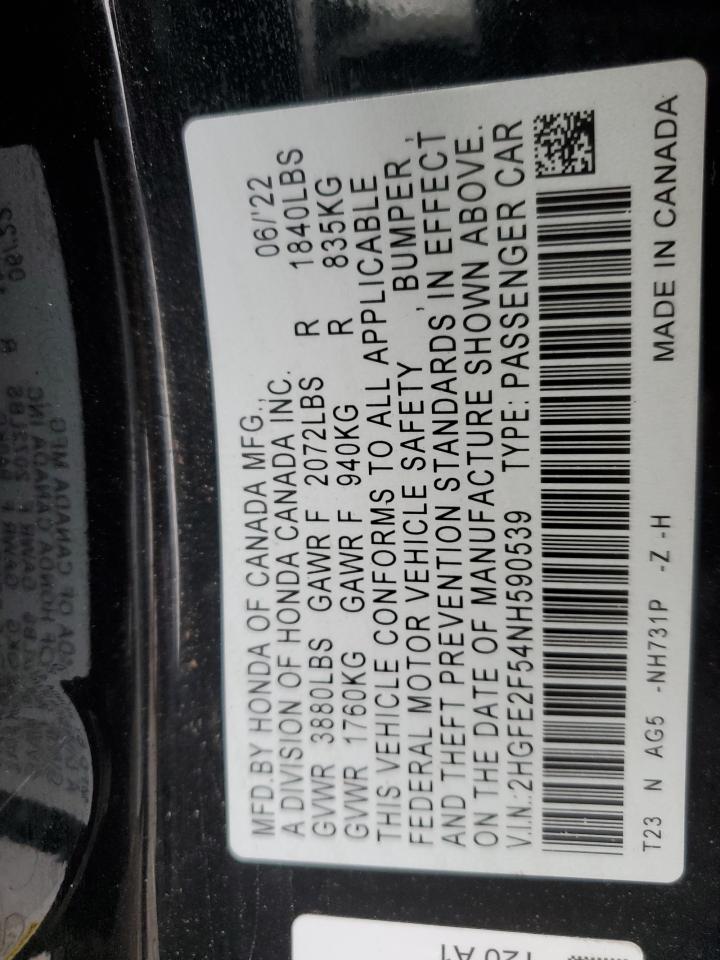 MFD.BY HONDA OF CANADA MFG., 06/'22
A DIVISION OF HONDA CANADA INC.
GVWR 3880LBS GAWR F 2072LBS R 1840LBS
GVWR 1760KG GAWR F 940KG R 835KG
THIS VEHICLE CONFORMS TO ALL APPLICABLE
FEDERAL MOTOR VEHICLE SAFETY , BUMPER ,
AND THEFT PREVENTION STANDARDS IN EFFECT
ON THE DATE OF MANUFACTURE SHOWN ABOVE.
V.I.N.:2HGFE2F54NH590539 TYPE: PASSENGER CAR
T23 N AG5 -NH731P -Z -H MADE IN CANADA